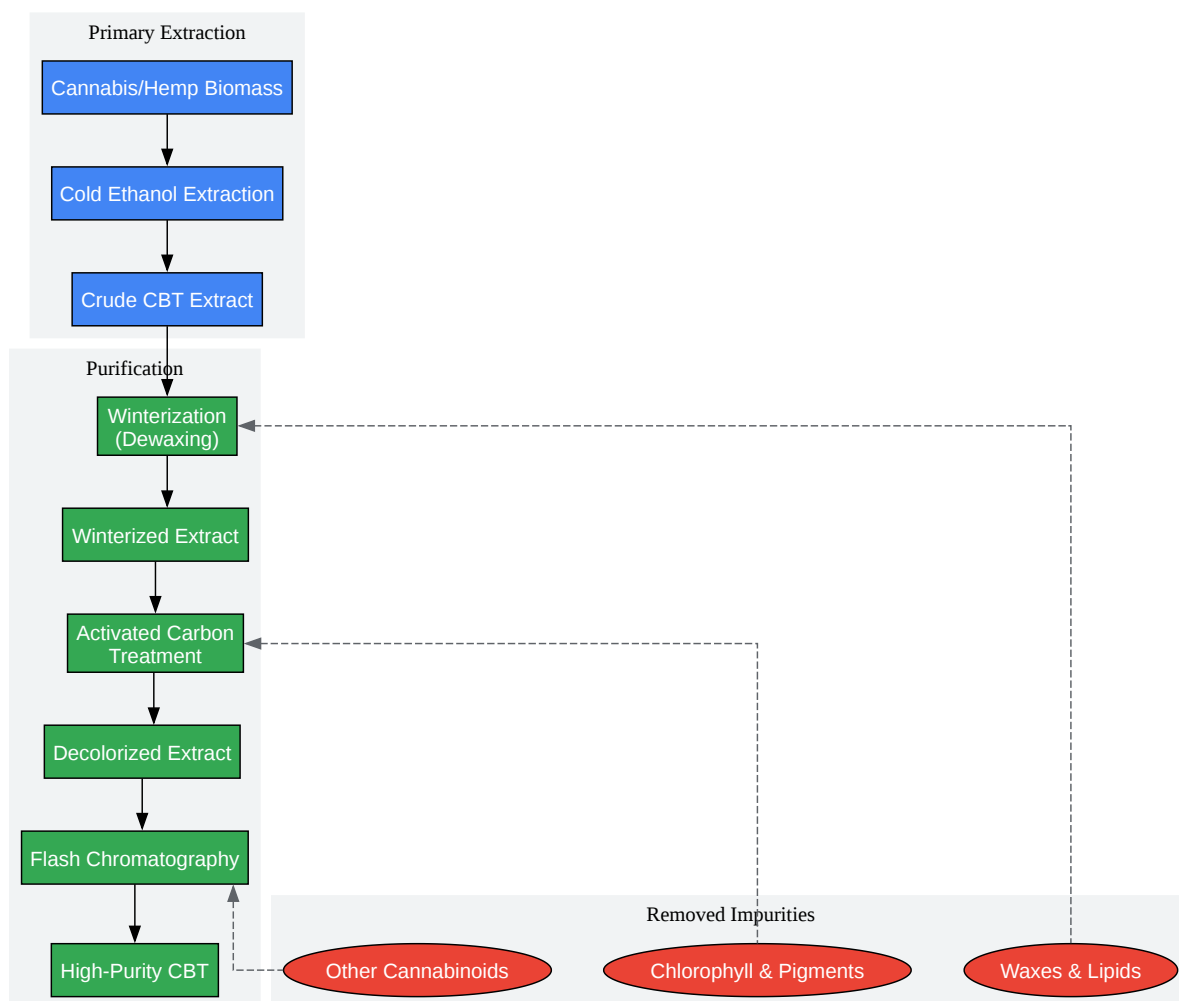 Primary Extraction
Cannabis/Hemp Biomass
Cold Ethanol Extraction
Crude CBT Extract
Purification
Winterization
(Dewaxing)
Winterized Extract
Activated Carbon
Treatment
Decolorized Extract
Flash Chromatography
High-Purity CBT
Removed Impurities
Other Cannabinoids
Chlorophyll & Pigments
Waxes & Lipids